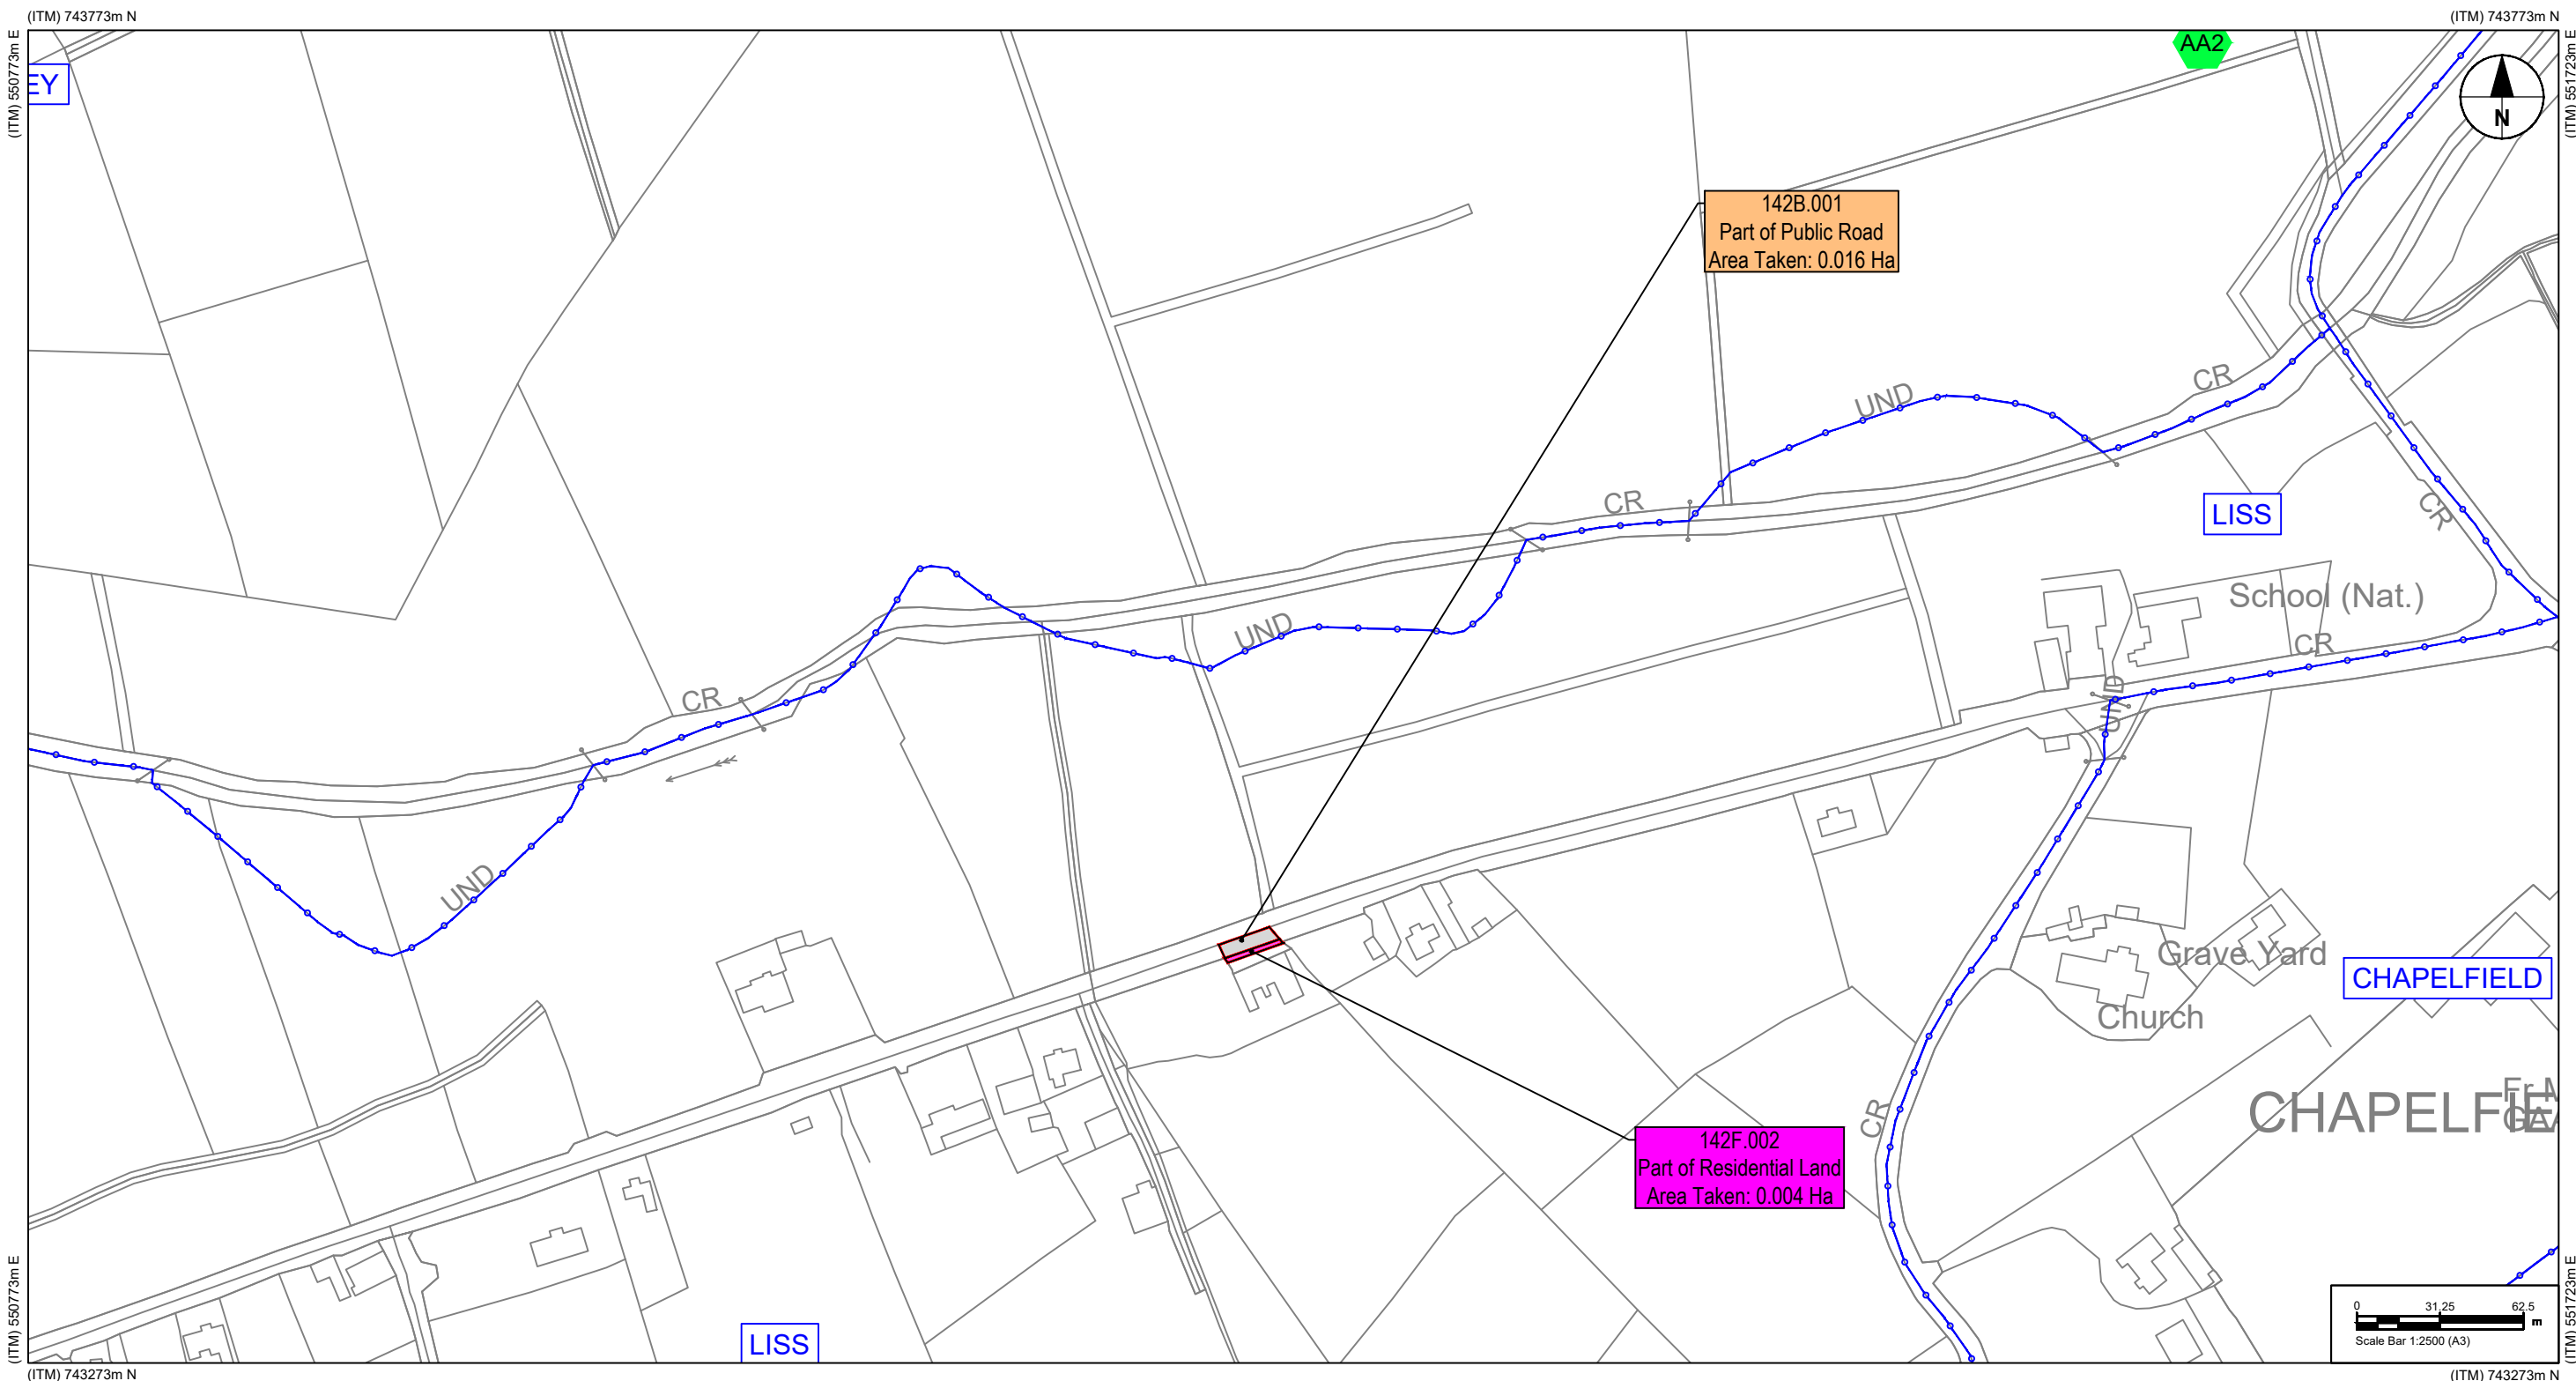 (ITM) 743773m N
(ITM) 743773m N
(ITM) 550773m E
(ITM) 551723m E
EY
AA2
N
142B.001
Part of Public Road
Area Taken: 0.016 Ha
UND
CR
CR
LISS
CR
School (Nat.)
UND
CR
CR
UND
UND
Grave Yard
CHAPELFIELD
Church
CHAPELFIE
Fr M
GA
CR
142F.002
Part of Residential Land
Area Taken: 0.004 Ha
LISS
0 31.25 62.5
m
Scale Bar 1:2500 (A3)
(ITM) 550773m E
(ITM) 551723m E
(ITM) 743273m N
(ITM) 743273m N